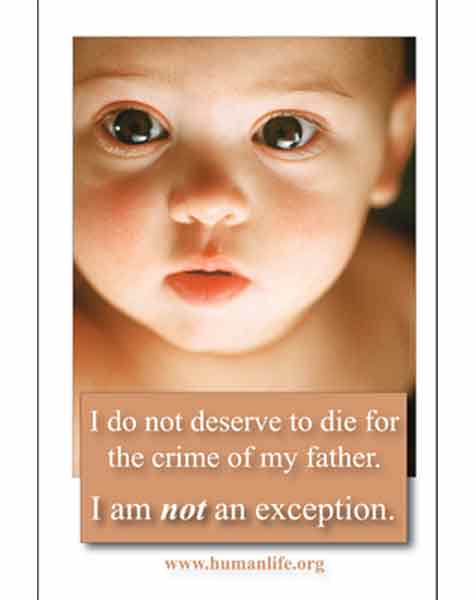 I do not deserve to die for
the crime of my father.
I am not an exception.
www.humanlife.org